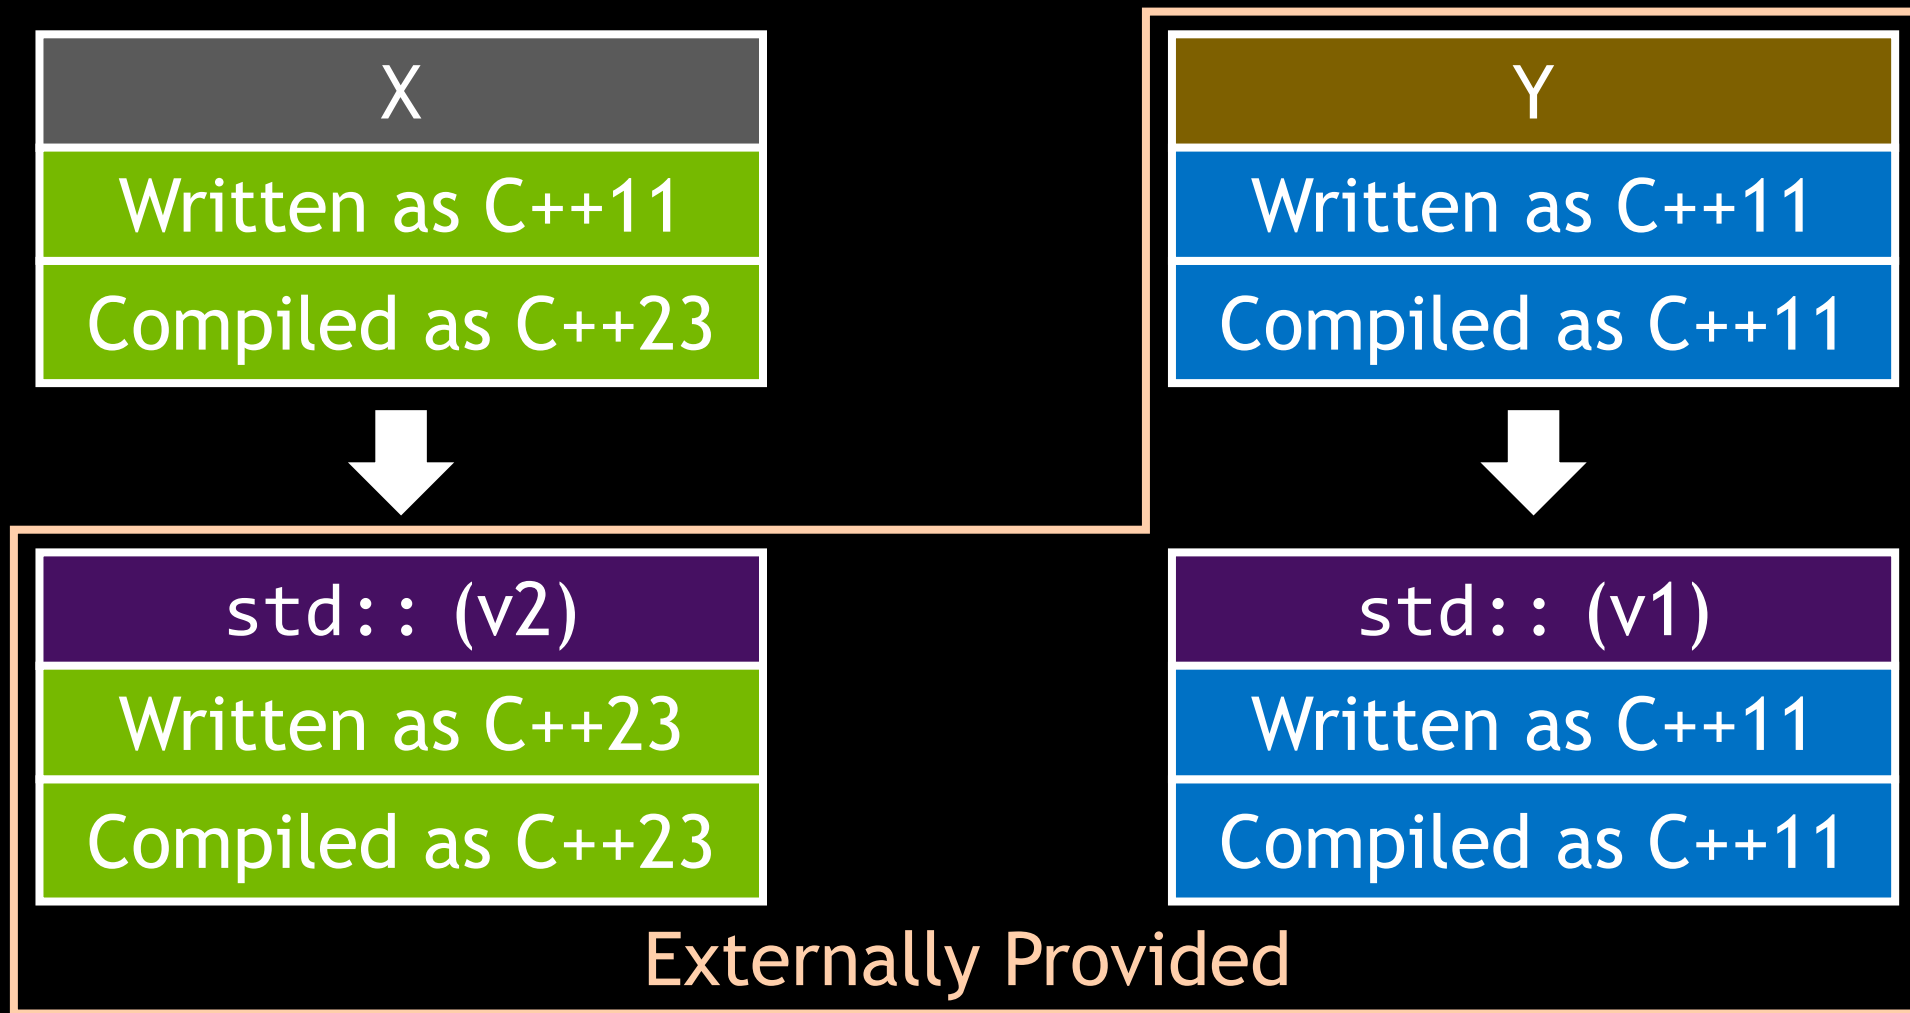 X
Written as C++11
Compiled as C++23
Y
Written as C++11
Compiled as C++11
std:: (v2)
Written as C++23
Compiled as C++23
std:: (v1)
Written as C++11
Compiled as C++11
Externally Provided